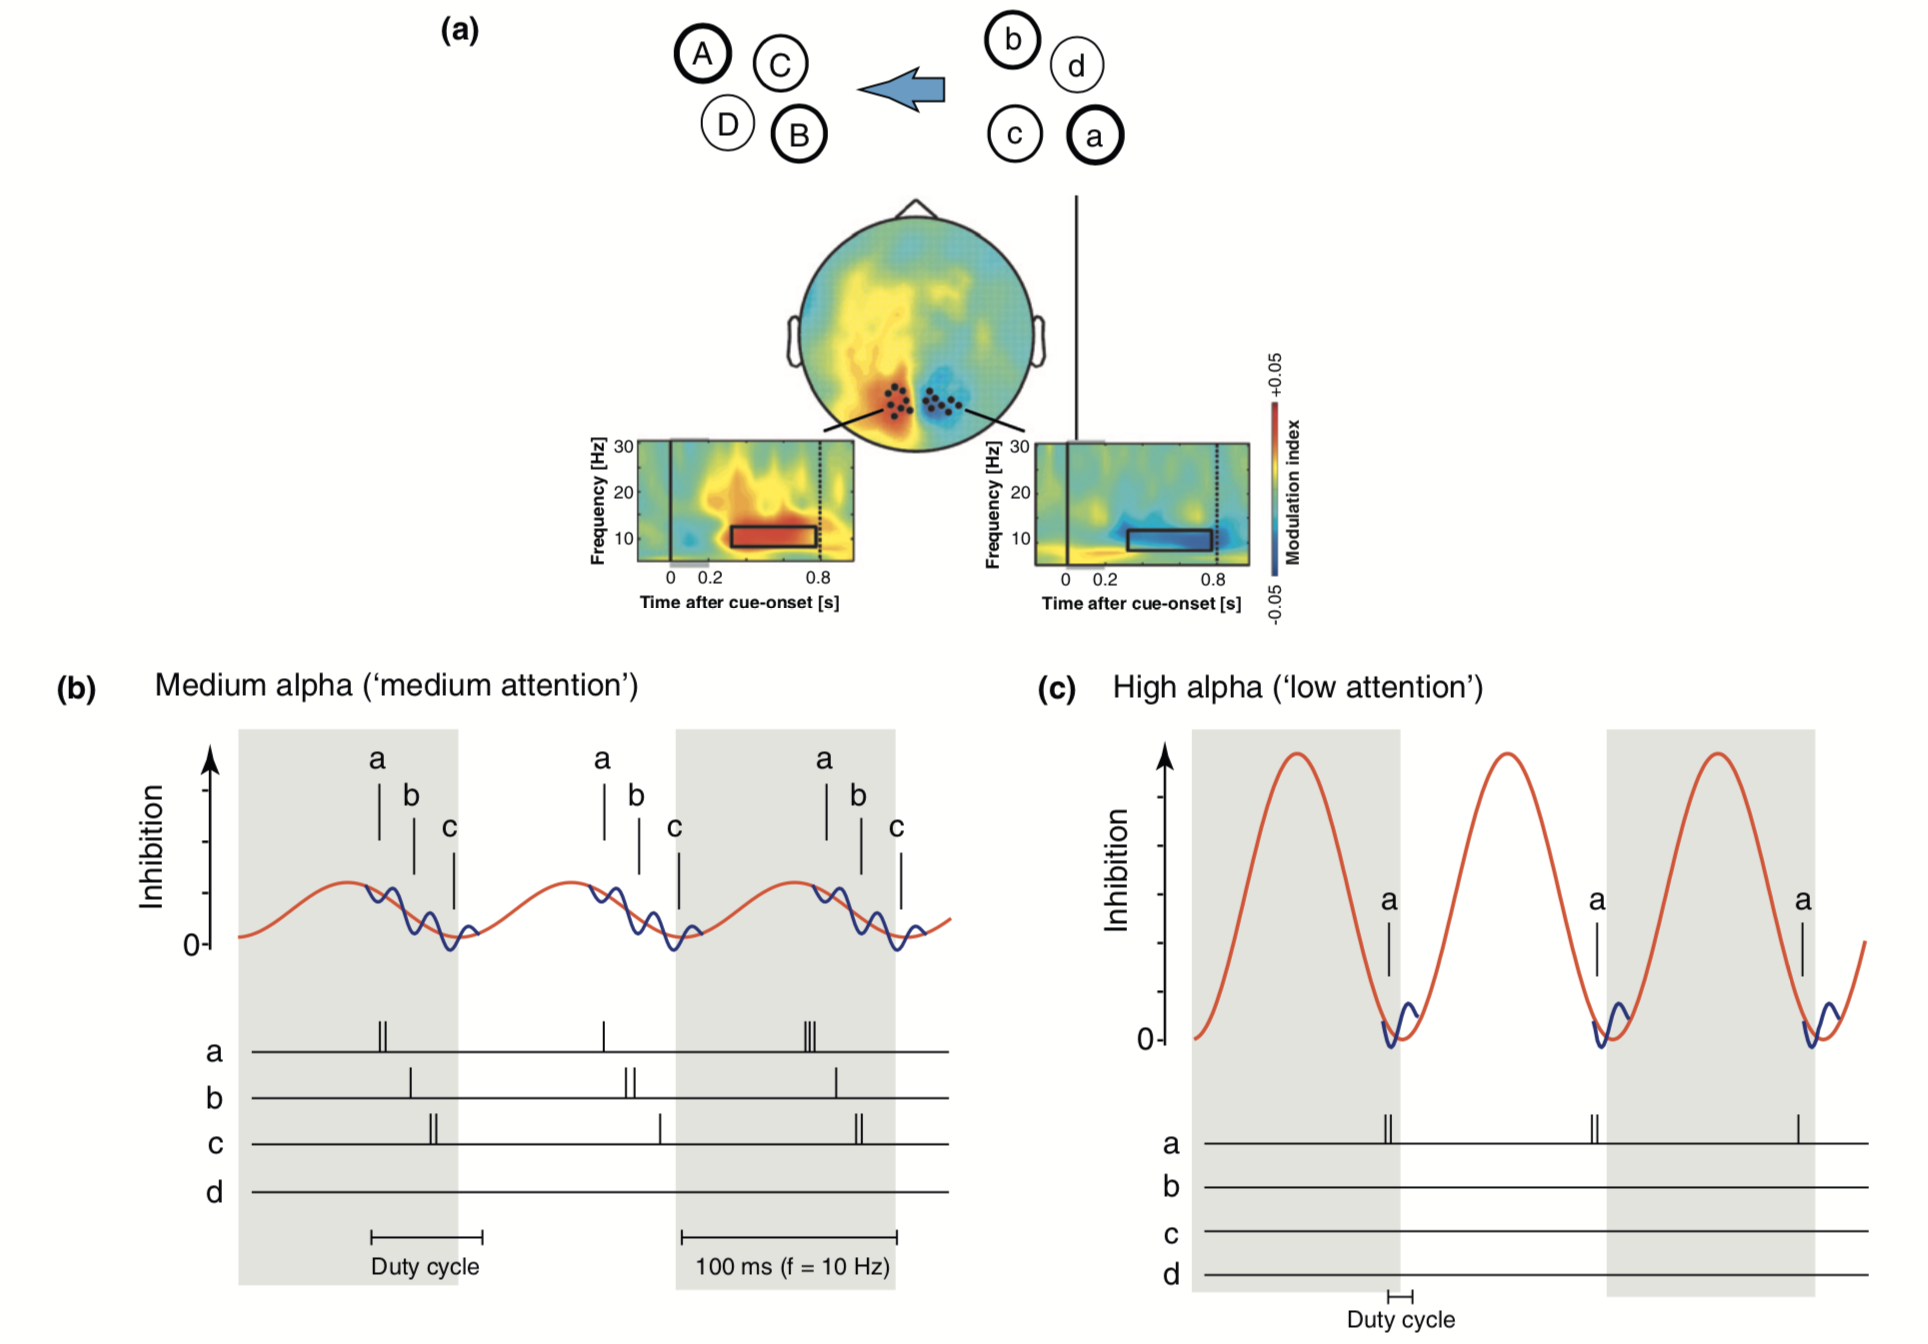 (a)
A
C
D
B
b
d
c
a
+0.05
Modulation index
-0.05
Frequency [Hz]
30
20
10
0 0.2 0.8
Time after cue-onset [s]
Frequency [Hz]
30
20
10
0 0.2 0.8
Time after cue-onset [s]
(b) Medium alpha (‘medium attention’)
Inhibition
0
a a a
b b b
c c c
a
b
c
d
Duty cycle
100 ms (f = 10 Hz)
(c) High alpha (‘low attention’)
Inhibition
0
a a a
a
b
c
d
Duty cycle